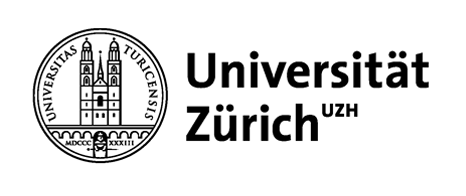 UNIVERSITAS TURICENSIS
MDCCC XXXIII
Universität
Zürich UZH